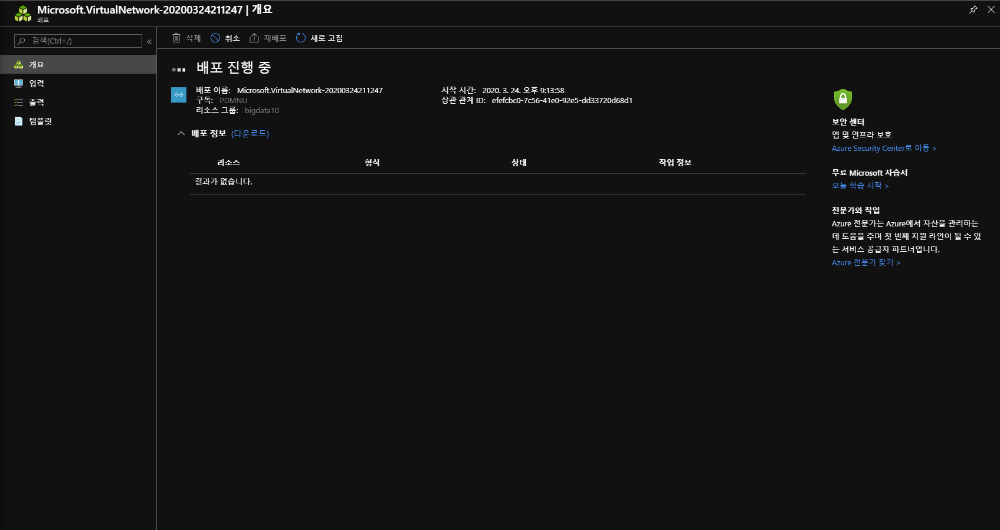 Microsoft.VirtualNetwork-20200324211247 | 개요
배포
검색(Ctrl+/)
«
개요
입력
출력
템플릿
삭제
취소
재배포
새로 고침
배포 진행 중
배포 이름: Microsoft.VirtualNetwork-20200324211247
구독: PDMNU
리소스 그룹: bigdata10
시작 시간: 2020. 3. 24. 오후 9:13:58
상관 관계 ID: efefcbc0-7c56-41e0-92e5-dd33720d68d1
배포 정보 (다운로드)
리소스 형식 상태 작업 정보
결과가 없습니다.
보안 센터
앱 및 인프라 보호
Azure Security Center로 이동 >
무료 Microsoft 자습서
오늘 학습 시작 >
전문가와 작업
Azure 전문가는 Azure에서 자산을 관리하는
데 도움을 주며 첫 번째 지원 라인이 될 수 있
는 서비스 공급자 파트너입니다.
Azure 전문가 찾기 >